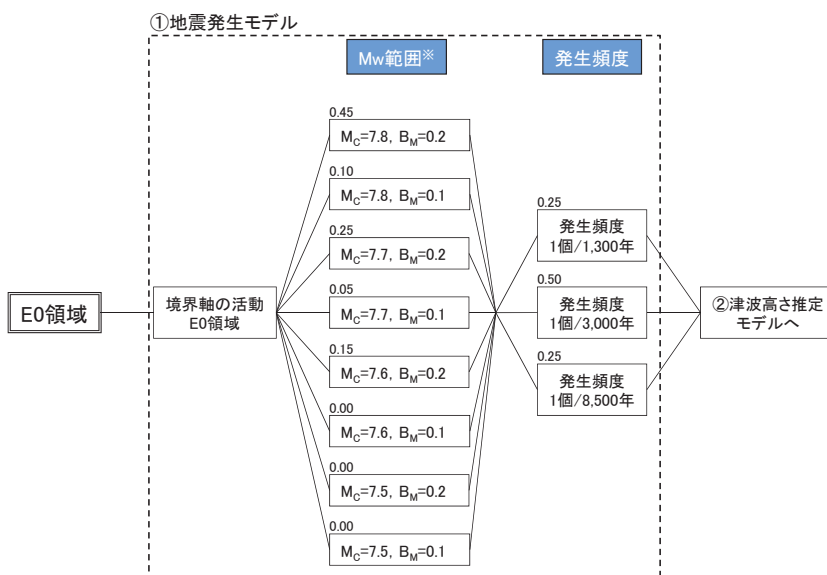 ①地震発生モデル
Mw範囲※
発生頻度
0.45
MC=7.8, BM=0.2
0.10
MC=7.8, BM=0.1
0.25
MC=7.7, BM=0.2
0.05
MC=7.7, BM=0.1
0.15
MC=7.6, BM=0.2
0.00
MC=7.6, BM=0.1
0.00
MC=7.5, BM=0.2
0.00
MC=7.5, BM=0.1
E0領域
境界軸の活動
E0領域
0.25
発生頻度
1個/1,300年
0.50
発生頻度
1個/3,000年
0.25
発生頻度
1個/8,500年
②津波高さ推定
モデルへ